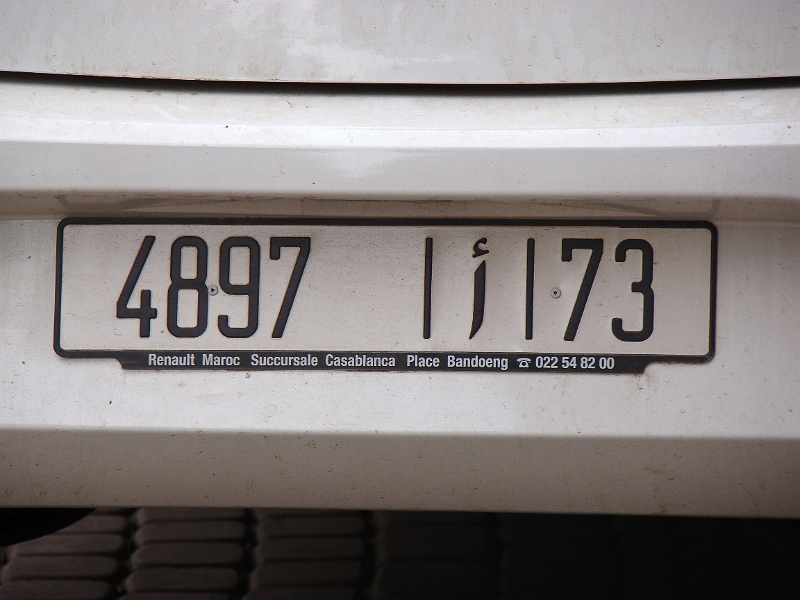 4897 | أ | 73
Renault Maroc Succursale Casablanca Place Bandoeng ☎ 022 54 82 00